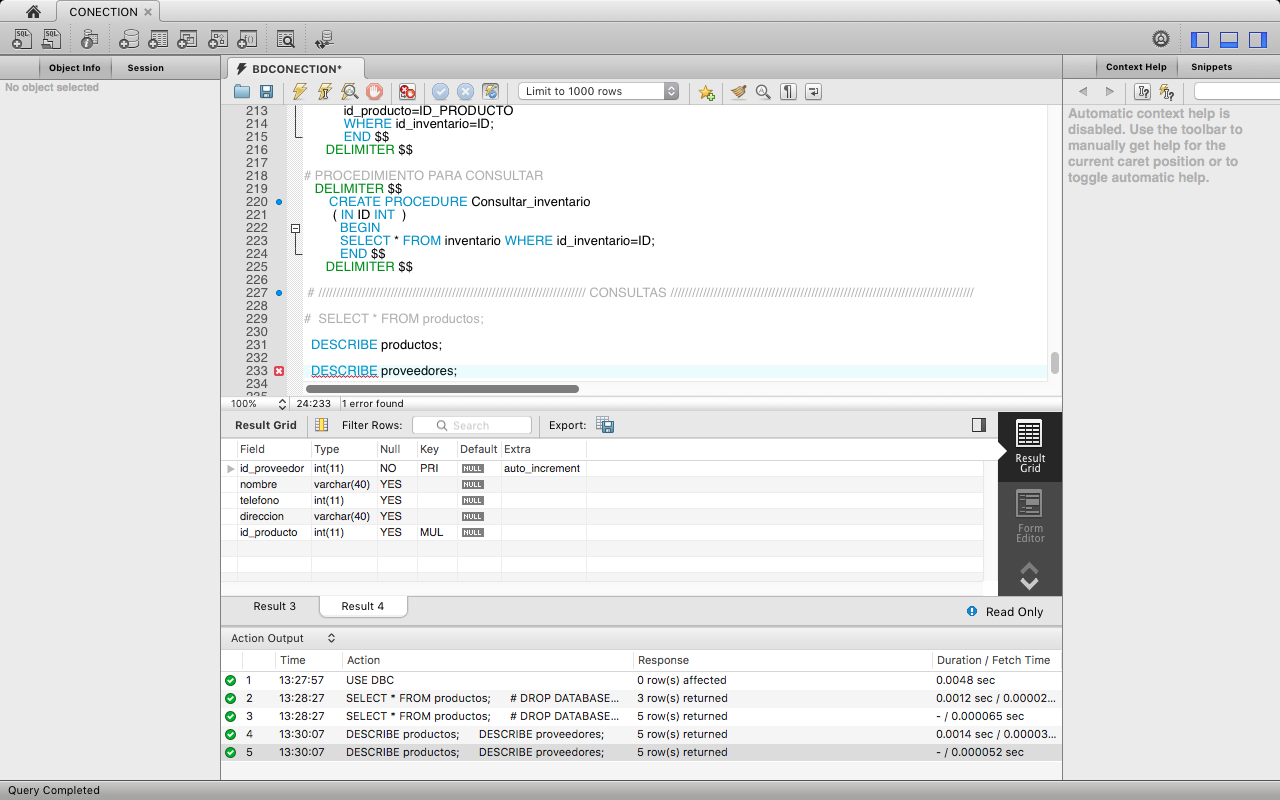 CONECTION
Object Info Session
No object selected
BDCONECTION*
Limit to 1000 rows
Context Help Snippets
Automatic context help is
disabled. Use the toolbar to
manually get help for the
current caret position or to
toggle automatic help.
213 id_producto=ID_PRODUCTO
214 WHERE id_inventario=ID;
215 END $$
216 DELIMITER $$
217
218 # PROCEDIMIENTO PARA CONSULTAR
219 DELIMITER $$
220 CREATE PROCEDURE Consultar_inventario
221 ( IN ID INT )
222 BEGIN
223 SELECT * FROM inventario WHERE id_inventario=ID;
224 END $$
225 DELIMITER $$
226
227 # ////////////////////////////////////////////////////////////////////////// CONSULTAS ////////////////////////////////////////////////////////////////////////////////////
228
229 # SELECT * FROM productos;
230
231 DESCRIBE productos;
232
233 DESCRIBE proveedores;
234
235
100% 24:233 1 error found
Result Grid Filter Rows: Search Export:
Field Type Null Key Default Extra
id_proveedor int(11) NO PRI NULL auto_increment
nombre varchar(40) YES NULL
telefono int(11) YES NULL
direccion varchar(40) YES NULL
id_producto int(11) YES MUL NULL
Result
Grid
Form
Editor
Result 3 Result 4 Read Only
Action Output
Time Action Response Duration / Fetch Time
1 13:27:57 USE DBC 0 row(s) affected 0.0048 sec
2 13:28:27 SELECT * FROM productos; # DROP DATABASE... 3 row(s) returned 0.0012 sec / 0.00002...
3 13:28:27 SELECT * FROM productos; # DROP DATABASE... 5 row(s) returned - / 0.000065 sec
4 13:30:07 DESCRIBE productos; DESCRIBE proveedores; 5 row(s) returned 0.0014 sec / 0.00003...
5 13:30:07 DESCRIBE productos; DESCRIBE proveedores; 5 row(s) returned - / 0.000052 sec
Query Completed